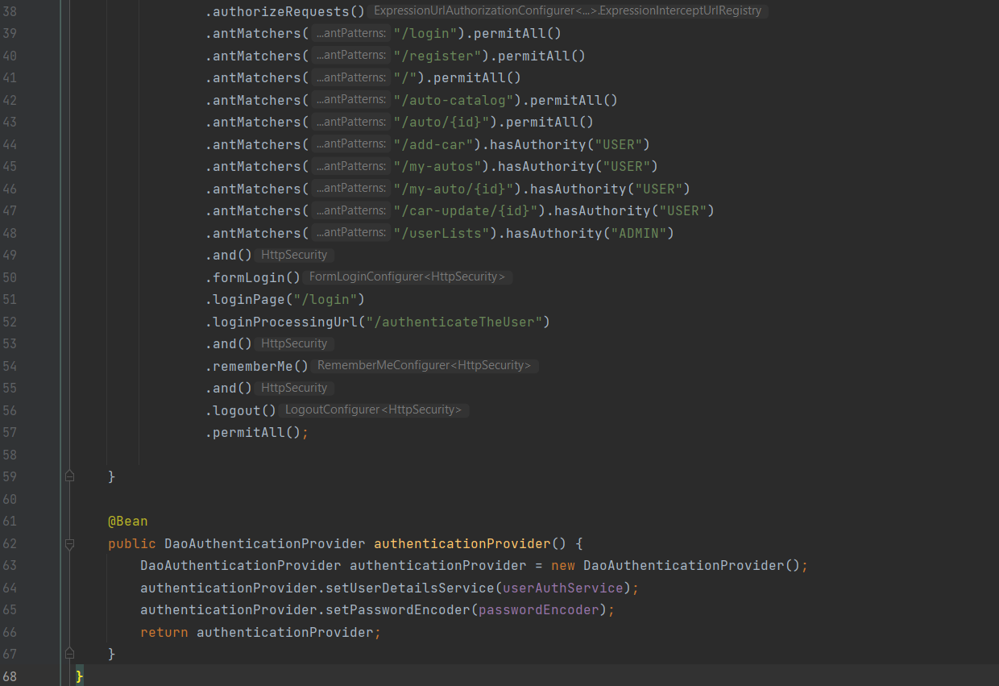 38 .authorizeRequests() ExpressionUrlAuthorizationConfigurer<...>.ExpressionInterceptUrlRegistry
39 .antMatchers( ...antPatterns: "/login").permitAll()
40 .antMatchers( ...antPatterns: "/register").permitAll()
41 .antMatchers( ...antPatterns: "/").permitAll()
42 .antMatchers( ...antPatterns: "/auto-catalog").permitAll()
43 .antMatchers( ...antPatterns: "/auto/{id}").permitAll()
44 .antMatchers( ...antPatterns: "/add-car").hasAuthority("USER")
45 .antMatchers( ...antPatterns: "/my-autos").hasAuthority("USER")
46 .antMatchers( ...antPatterns: "/my-auto/{id}").hasAuthority("USER")
47 .antMatchers( ...antPatterns: "/car-update/{id}").hasAuthority("USER")
48 .antMatchers( ...antPatterns: "/userLists").hasAuthority("ADMIN")
49 .and() HttpSecurity
50 .formLogin() FormLoginConfigurer<HttpSecurity>
51 .loginPage("/login")
52 .loginProcessingUrl("/authenticateTheUser")
53 .and() HttpSecurity
54 .rememberMe() RememberMeConfigurer<HttpSecurity>
55 .and() HttpSecurity
56 .logout() LogoutConfigurer<HttpSecurity>
57 .permitAll();
58
59 }
60
61 @Bean
62 public DaoAuthenticationProvider authenticationProvider() {
63 DaoAuthenticationProvider authenticationProvider = new DaoAuthenticationProvider();
64 authenticationProvider.setUserDetailsService(userAuthService);
65 authenticationProvider.setPasswordEncoder(passwordEncoder);
66 return authenticationProvider;
67 }
68 }